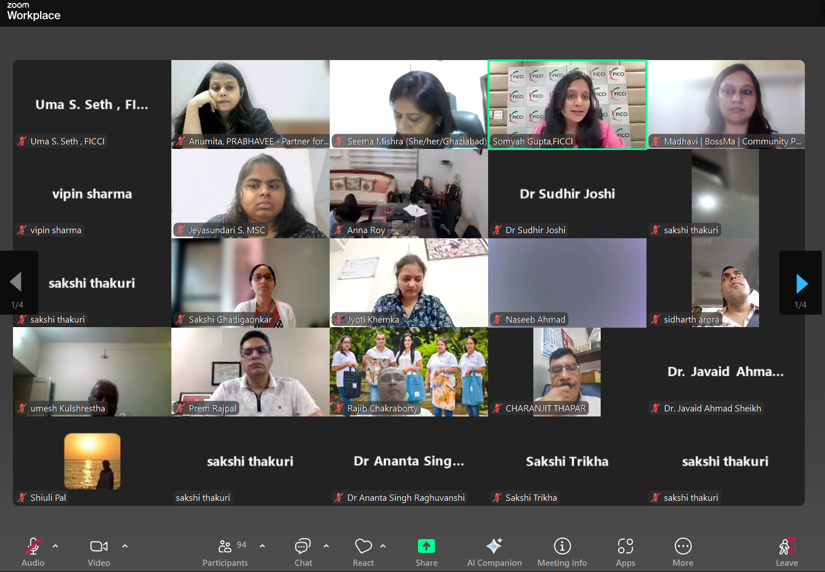 zoom
Workplace
Uma S. Seth , FI...
Uma S. Seth , FICCI
Anumita, PRABHAVEE - Partner for...
Seema Mishra (She/her/Ghaziabad)
FICCI FICCI FICCI FICCI
Somyah Gupta,FICCI
Madhavi | BossMa | Community P...
vipin sharma
vipin sharma
Jeyasundari S, MSC
Anna Roy
Dr Sudhir Joshi
Dr Sudhir Joshi
sakshi thakuri
1/4
sakshi thakuri
sakshi thakuri
Sakshi Ghadigaonkar
Jyoti Khemka
Naseeb Ahmad
sidharth arora
1/4
umesh Kulshrestha
Prem Rajpal
Rajib Chakraborty
CHARANJIT THAPAR
Dr. Javaid Ahma...
Dr. Javaid Ahmad Sheikh
Shiuli Pal
sakshi thakuri
sakshi thakuri
Dr Ananta Sing...
Dr Ananta Singh Raghuvanshi
Sakshi Trikha
Sakshi Trikha
sakshi thakuri
sakshi thakuri
Audio
Video
94
Participants
Chat
React
Share
AI Companion
Meeting info
Apps
More
Leave